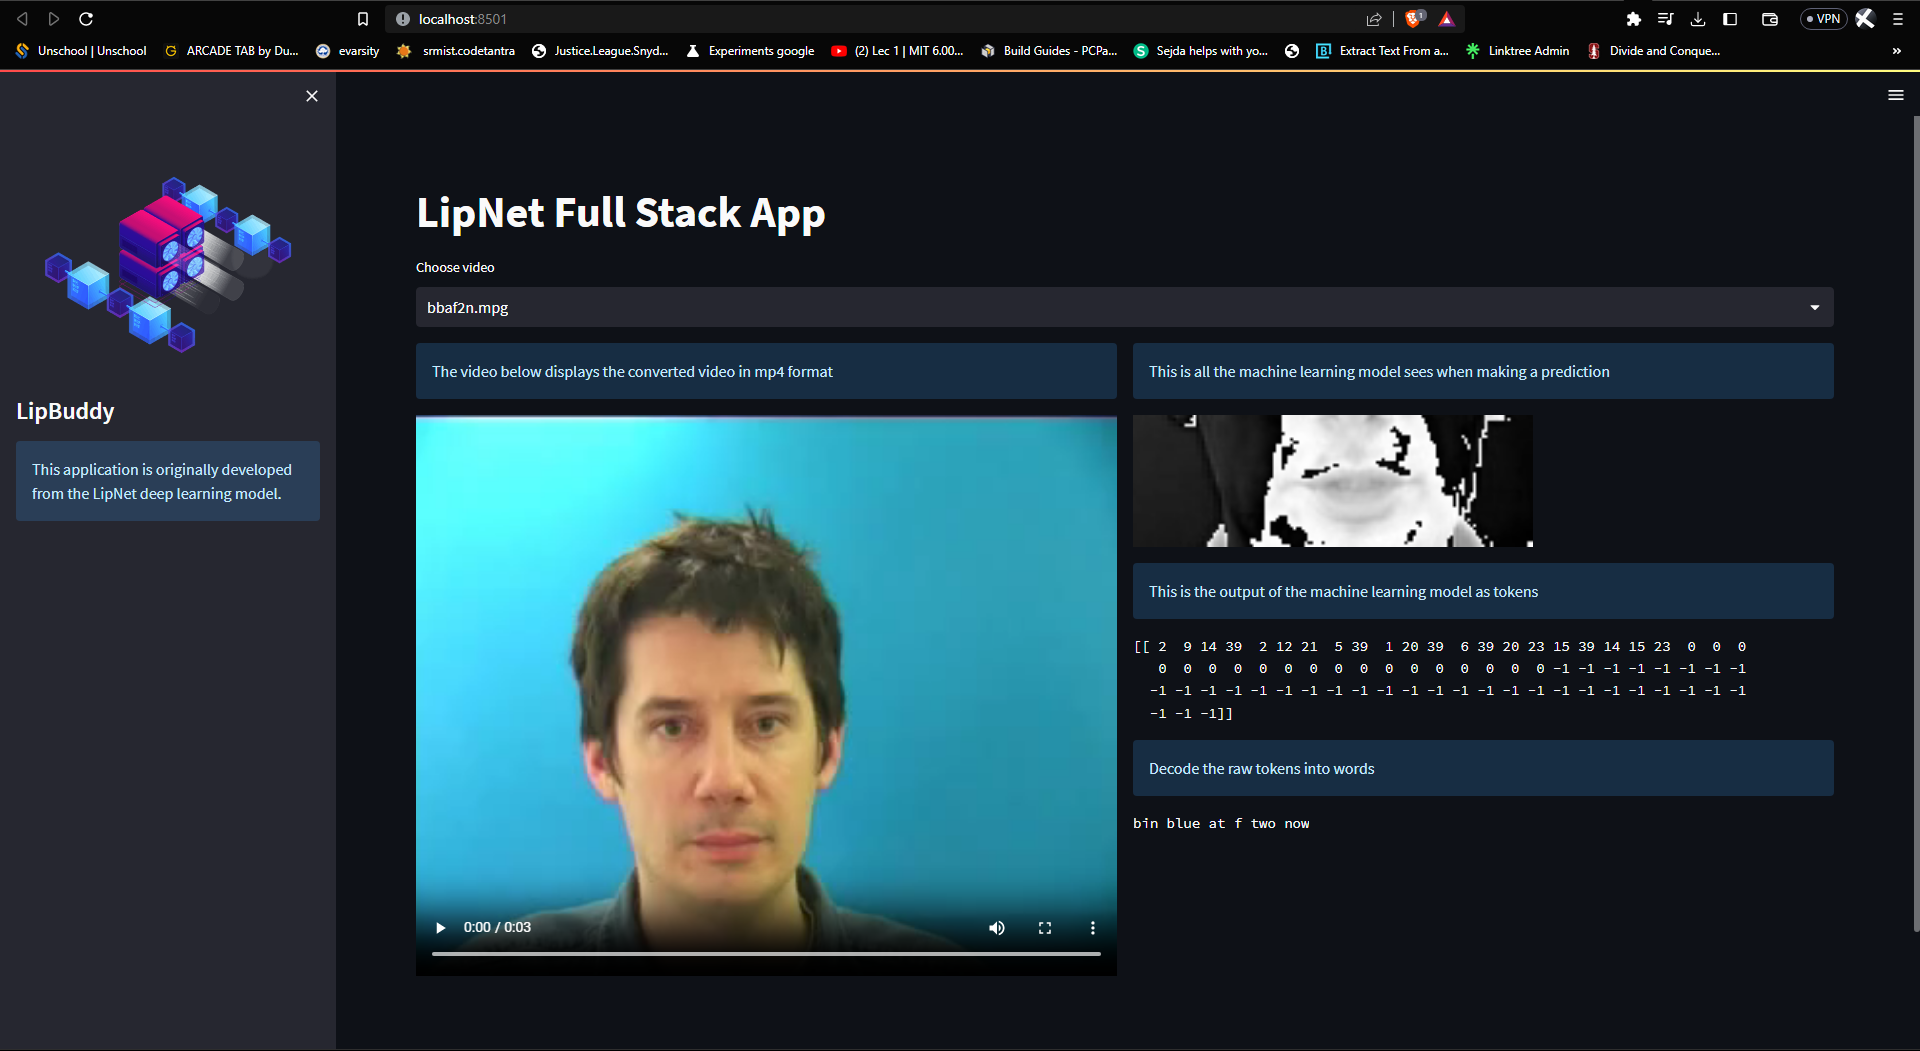 localhost:8501
1
VPN
Unschool | Unschool
ARCADE TAB by Du...
evarsity
srmist.codetantra
Justice.League.Snyd...
Experiments google
(2) Lec 1 | MIT 6.00...
Build Guides - PCPa...
Sejda helps with yo...
Extract Text From a...
Linktree Admin
Divide and Conque...
»
LipBuddy
This application is originally developed
from the LipNet deep learning model.
LipNet Full Stack App
Choose video
bbaf2n.mpg
The video below displays the converted video in mp4 format
0:00 / 0:03
This is all the machine learning model sees when making a prediction
This is the output of the machine learning model as tokens
[[ 2  9 14 39  2 12 21  5 39  1 20 39  6 39 20 23 15 39 14 15 23  0  0  0
0  0  0  0  0  0  0  0  0  0  0  0  0  0  0  0 -1 -1 -1 -1 -1 -1 -1 -1
-1 -1 -1 -1 -1 -1 -1 -1 -1 -1 -1 -1 -1 -1 -1 -1 -1 -1 -1 -1 -1 -1 -1 -1
-1 -1 -1]]
Decode the raw tokens into words
bin blue at f two now